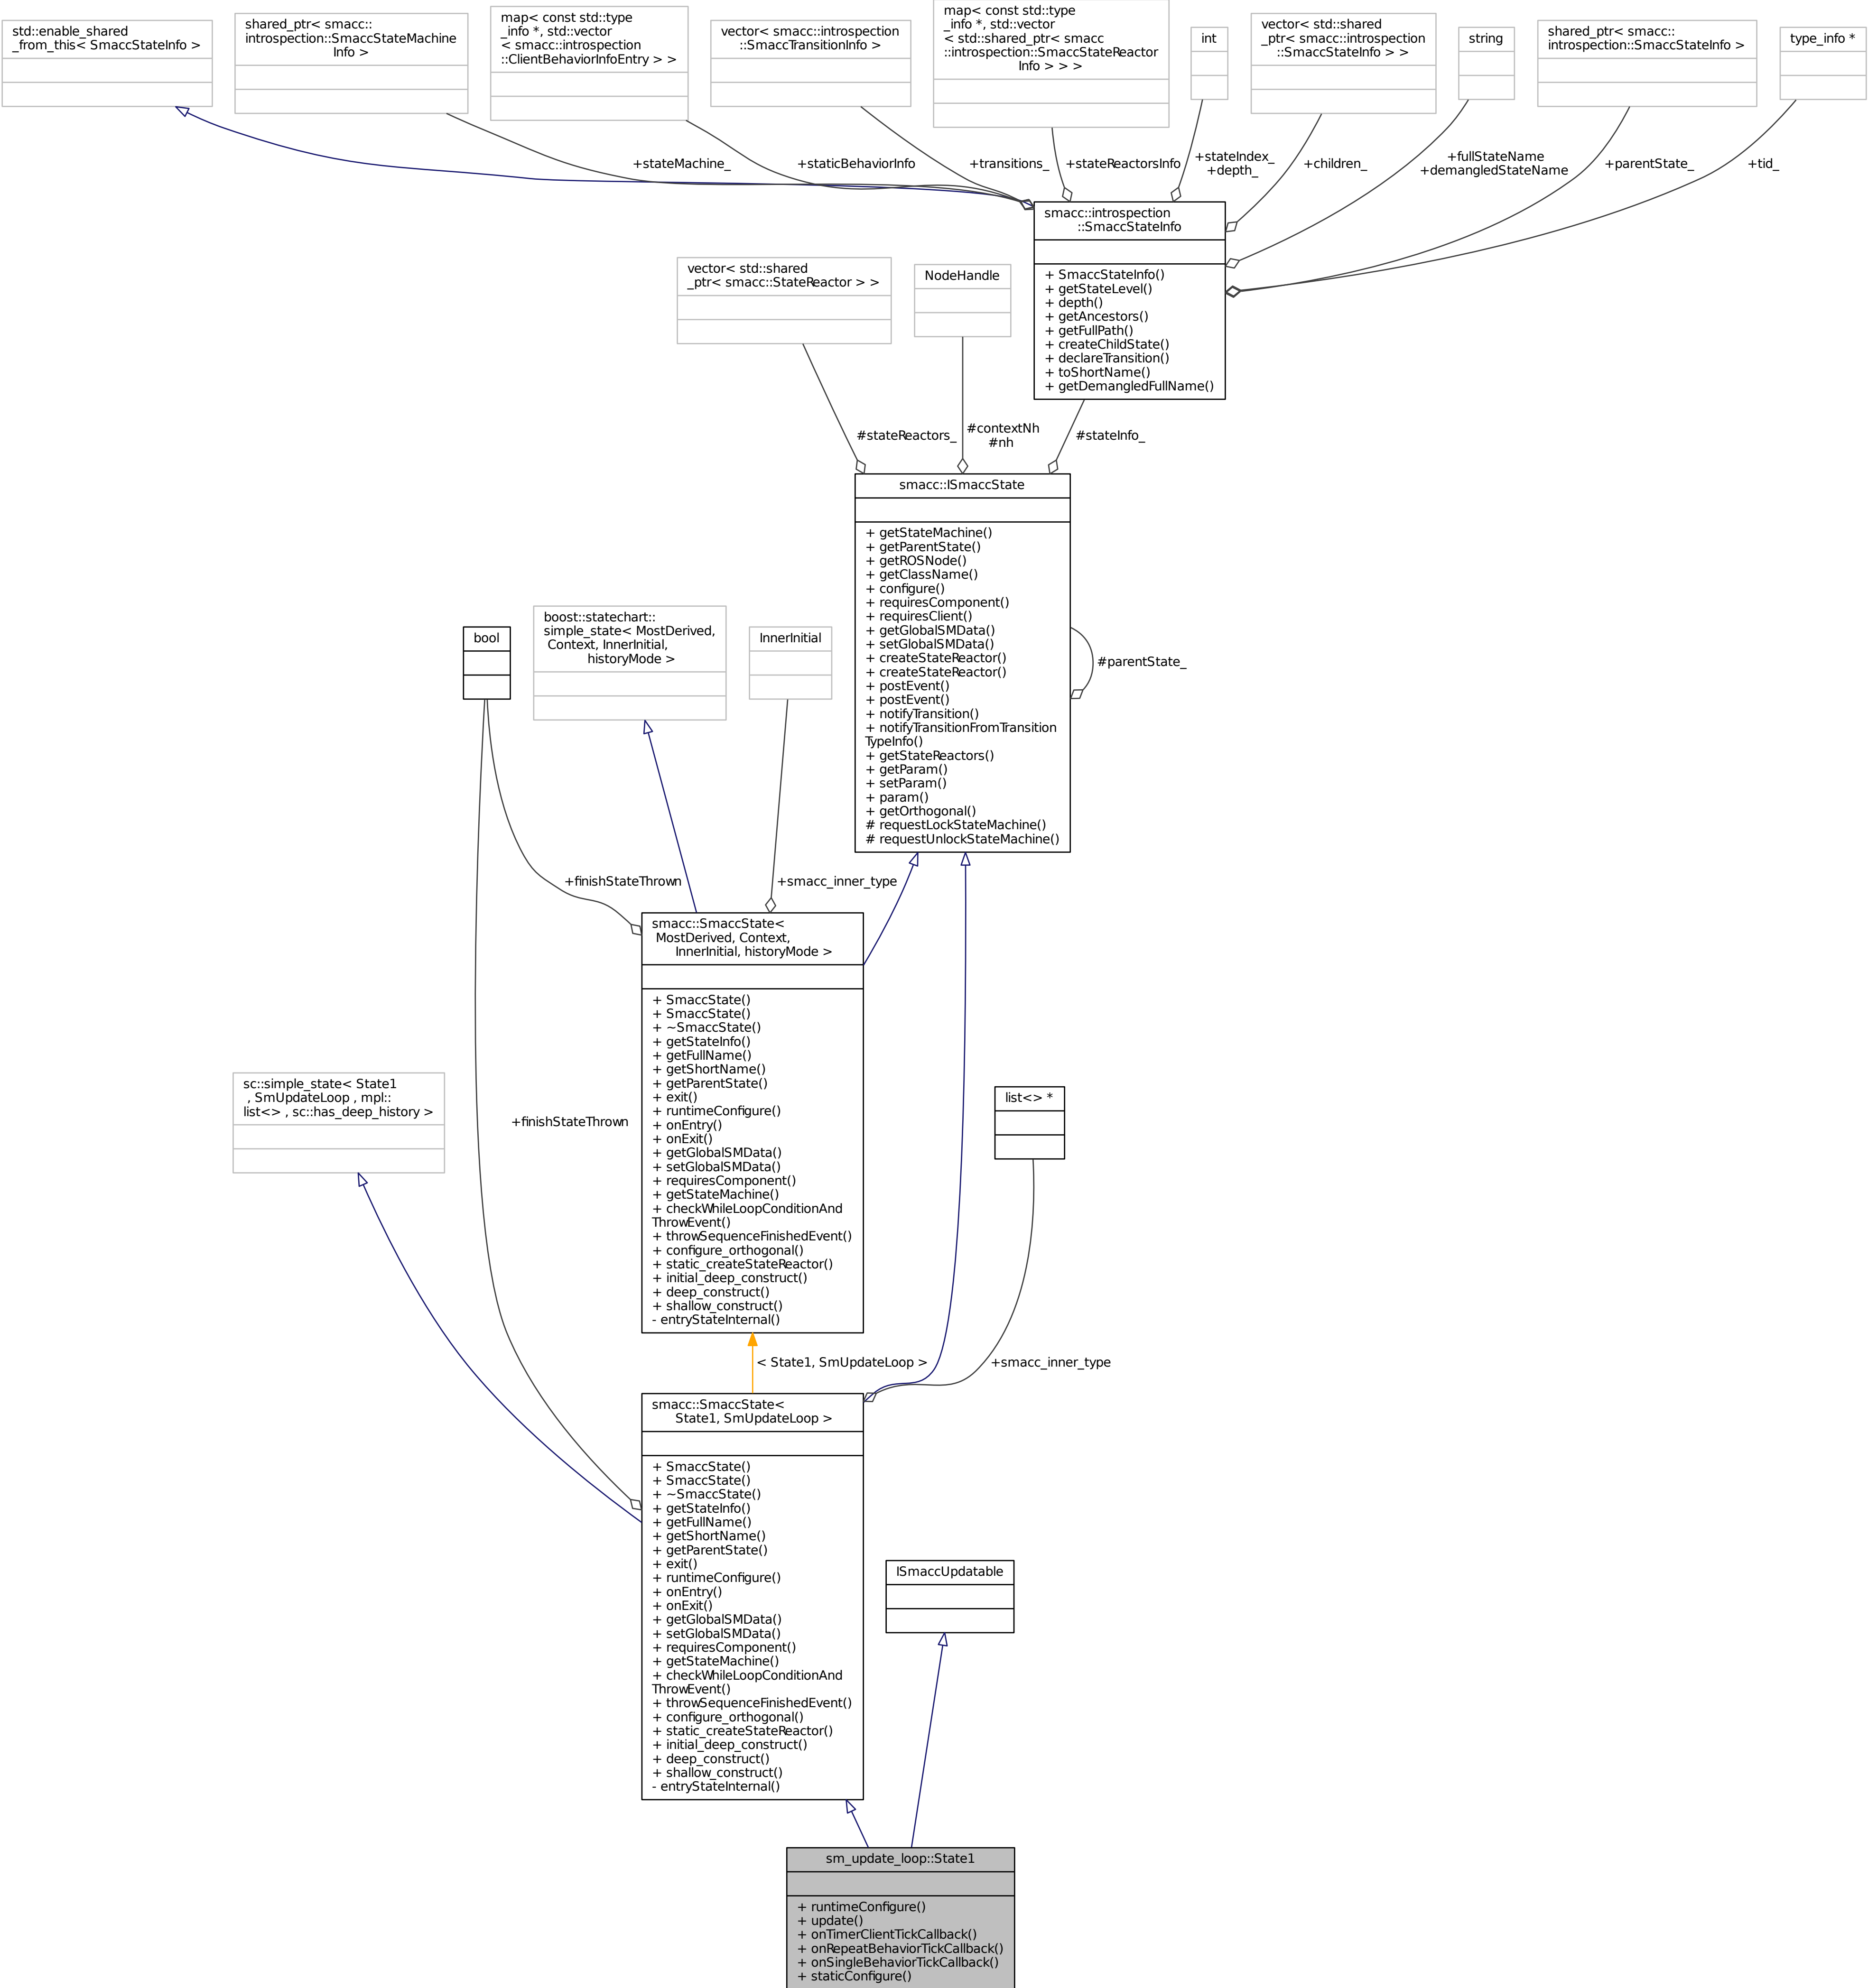 std::enable_shared
_from_this< SmaccStateInfo >
shared_ptr< smacc::
introspection::SmaccStateMachine
Info >
map< const std::type
_info *, std::vector
< smacc::introspection
::ClientBehaviorInfoEntry > >
vector< smacc::introspection
::SmaccTransitionInfo >
map< const std::type
_info *, std::vector
< std::shared_ptr< smacc
::introspection::SmaccStateReactor
Info > > >
int
vector< std::shared
_ptr< smacc::introspection
::SmaccStateInfo > >
string
shared_ptr< smacc::
introspection::SmaccStateInfo >
type_info *
+stateMachine_
+staticBehaviorInfo
+transitions_
+stateReactorsInfo
+stateIndex_
+depth_
+children_
+fullStateName
+demangledStateName
+parentState_
+tid_
smacc::introspection
::SmaccStateInfo
+ SmaccStateInfo()
+ getStateLevel()
+ depth()
+ getAncestors()
+ getFullPath()
+ createChildState()
+ declareTransition()
+ toShortName()
+ getDemangledFullName()
vector< std::shared
_ptr< smacc::StateReactor > >
NodeHandle
#stateReactors_
#contextNh
#nh
#stateInfo_
smacc::ISmaccState
+ getStateMachine()
+ getParentState()
+ getROSNode()
+ getClassName()
+ configure()
+ requiresComponent()
+ requiresClient()
+ getGlobalSMData()
+ setGlobalSMData()
+ createStateReactor()
+ createStateReactor()
+ postEvent()
+ postEvent()
+ notifyTransition()
+ notifyTransitionFromTransition
TypeInfo()
+ getStateReactors()
+ getParam()
+ setParam()
+ param()
+ getOrthogonal()
# requestLockStateMachine()
# requestUnlockStateMachine()
#parentState_
bool
boost::statechart::
simple_state< MostDerived,
Context, InnerInitial,
historyMode >
InnerInitial
+finishStateThrown
+smacc_inner_type
smacc::SmaccState<
MostDerived, Context,
InnerInitial, historyMode >
+ SmaccState()
+ SmaccState()
+ ~SmaccState()
+ getStateInfo()
+ getFullName()
+ getShortName()
+ getParentState()
+ exit()
+ runtimeConfigure()
+ onEntry()
+ onExit()
+ getGlobalSMData()
+ setGlobalSMData()
+ requiresComponent()
+ getStateMachine()
+ checkWhileLoopConditionAnd
ThrowEvent()
+ throwSequenceFinishedEvent()
+ configure_orthogonal()
+ static_createStateReactor()
+ initial_deep_construct()
+ deep_construct()
+ shallow_construct()
- entryStateInternal()
sc::simple_state< State1
, SmUpdateLoop , mpl::
list<> , sc::has_deep_history >
+finishStateThrown
list<> *
< State1, SmUpdateLoop >
+smacc_inner_type
smacc::SmaccState<
State1, SmUpdateLoop >
+ SmaccState()
+ SmaccState()
+ ~SmaccState()
+ getStateInfo()
+ getFullName()
+ getShortName()
+ getParentState()
+ exit()
+ runtimeConfigure()
+ onEntry()
+ onExit()
+ getGlobalSMData()
+ setGlobalSMData()
+ requiresComponent()
+ getStateMachine()
+ checkWhileLoopConditionAnd
ThrowEvent()
+ throwSequenceFinishedEvent()
+ configure_orthogonal()
+ static_createStateReactor()
+ initial_deep_construct()
+ deep_construct()
+ shallow_construct()
- entryStateInternal()
ISmaccUpdatable
sm_update_loop::State1
+ runtimeConfigure()
+ update()
+ onTimerClientTickCallback()
+ onRepeatBehaviorTickCallback()
+ onSingleBehaviorTickCallback()
+ staticConfigure()